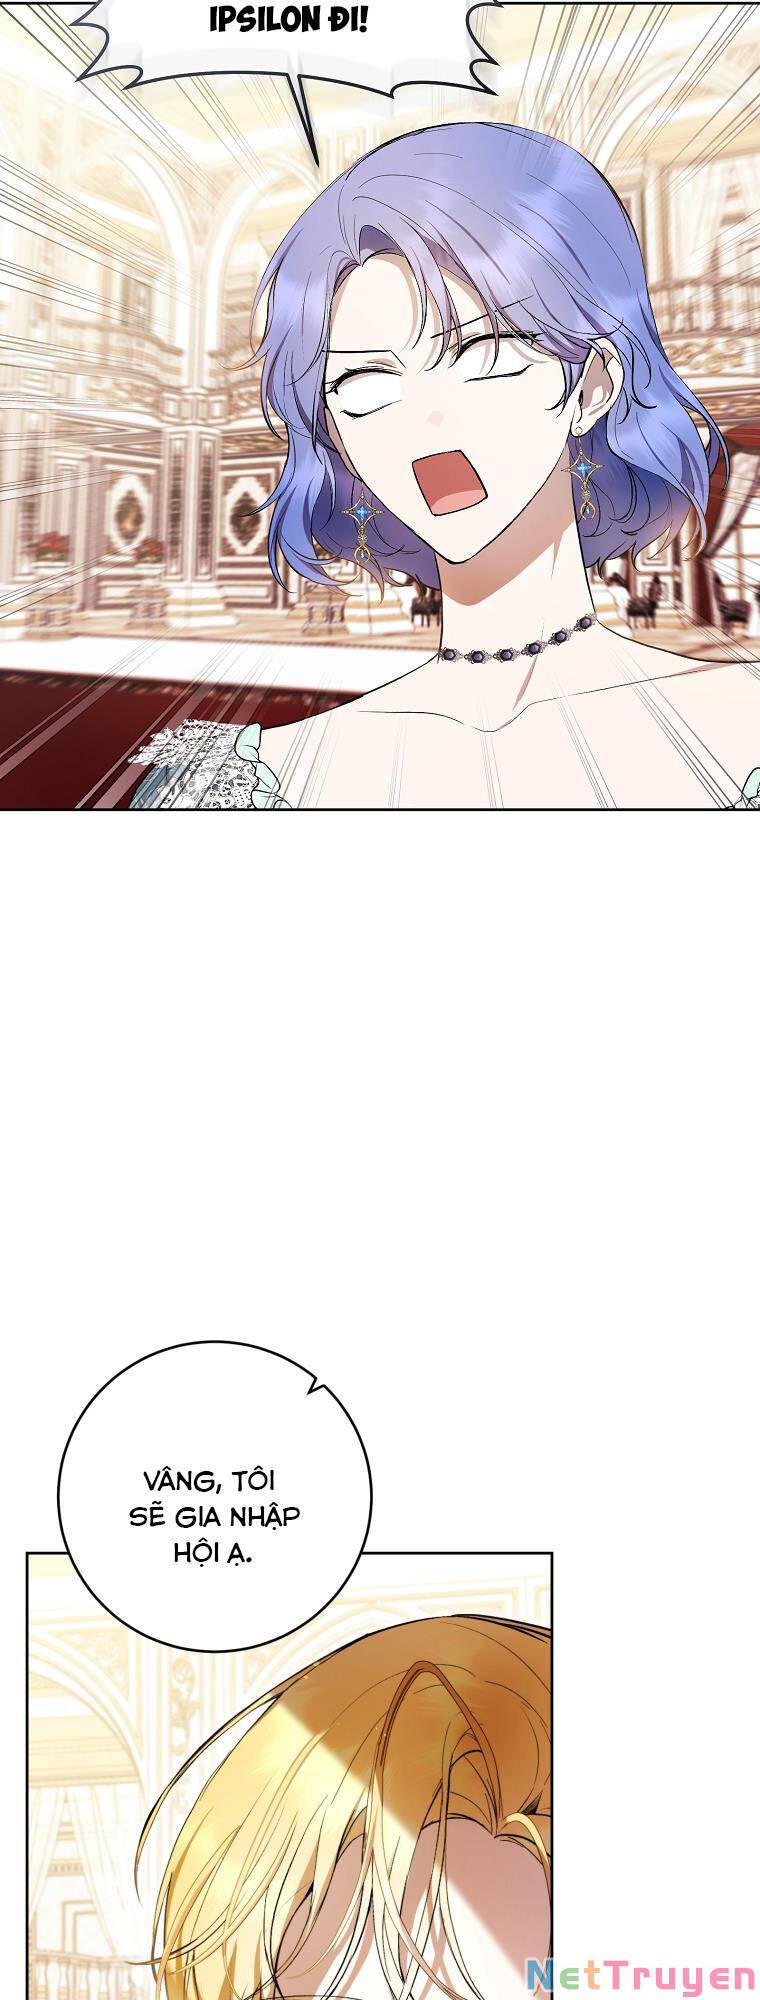 IPSILON ĐI!
VÂNG, TÔI
SẼ GIA NHẬP
HỘI Ạ.
NetTruyen